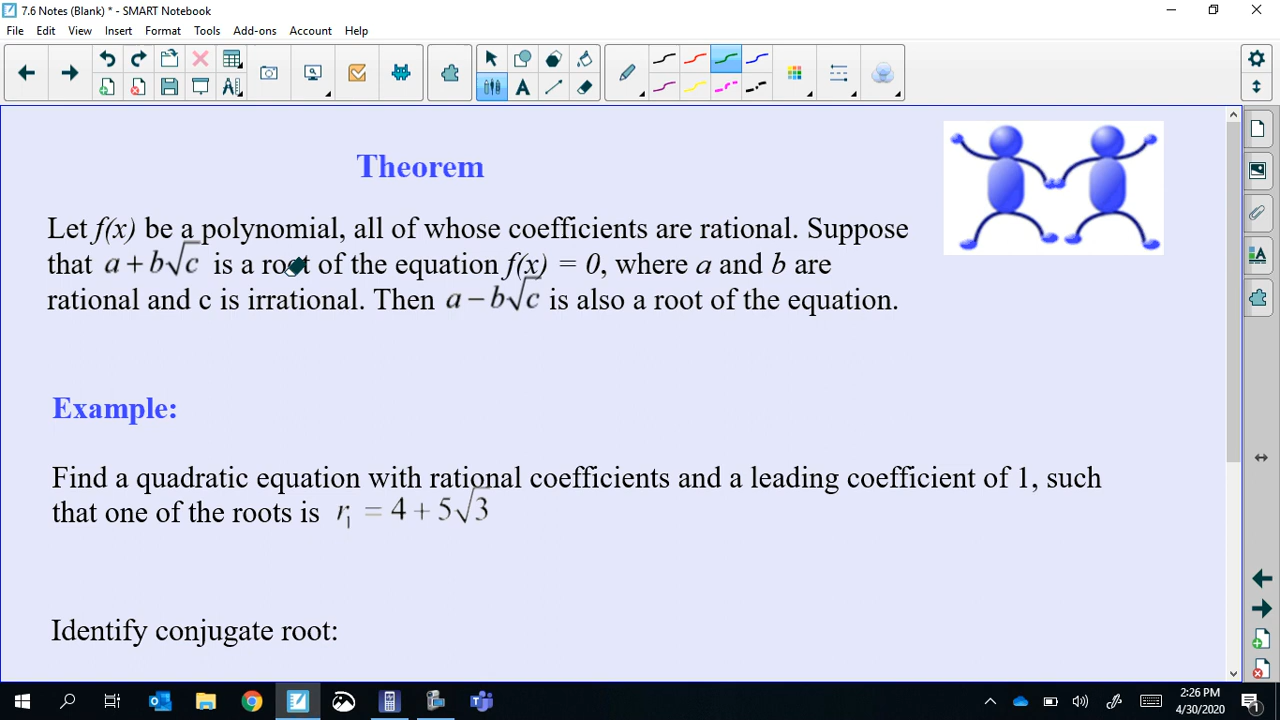 7.6 Notes (Blank) * - SMART Notebook
File Edit View Insert Format Tools Add-ons Account Help
Theorem
Let f(x) be a polynomial, all of whose coefficients are rational. Suppose
that a + b√c is a root of the equation f(x) = 0, where a and b are
rational and c is irrational. Then a − b√c is also a root of the equation.
Example:
Find a quadratic equation with rational coefficients and a leading coefficient of 1, such
that one of the roots is r₁ = 4 + 5√3
Identify conjugate root:
2:26 PM
4/30/2020